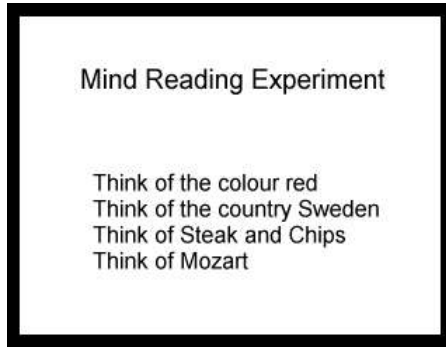 Mind Reading Experiment
Think of the colour red
Think of the country Sweden
Think of Steak and Chips
Think of Mozart